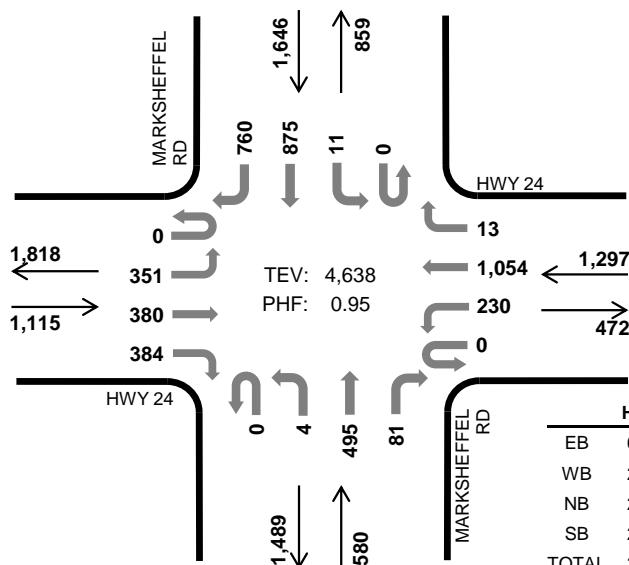 1,646
859
MARKSHEFFEL
RD
760
875
11
0
HWY 24
0
13
1,818
351
TEV: 4,638
1,054
1,297
1,115
380
PHF: 0.95
230
472
384
0
HWY 24
0
4
495
81
MARKSHEFFEL
RD
EB
WB
NB
SB
TOTAL
1,489
580